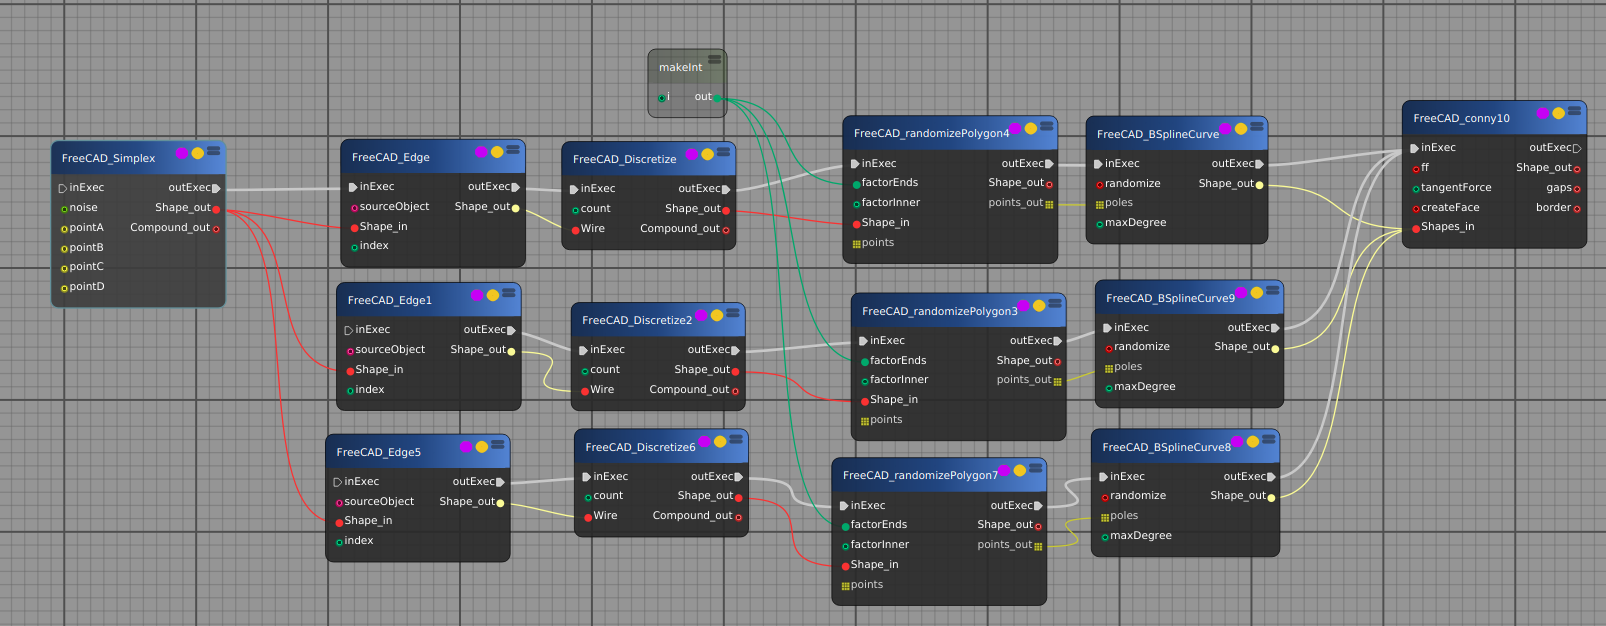 makeInt
i out
FreeCAD_Simplex
inExec outExec
noise Shape_out
pointA Compound_out
pointB
pointC
pointD
FreeCAD_Edge
inExec outExec
sourceObject Shape_out
Shape_in
index
FreeCAD_Discretize
inExec outExec
count Shape_out
Wire Compound_out
FreeCAD_randomizePolygon4
inExec outExec
factorEnds Shape_out
factorInner points_out
Shape_in
points
FreeCAD_BSplineCurve
inExec outExec
randomize Shape_out
poles
maxDegree
FreeCAD_conny10
inExec outExec
ff Shape_out
tangentForce gaps
createFace border
Shapes_in
FreeCAD_Edge1
inExec outExec
sourceObject Shape_out
Shape_in
index
FreeCAD_Discretize2
inExec outExec
count Shape_out
Wire Compound_out
FreeCAD_randomizePolygon3
inExec outExec
factorEnds Shape_out
factorInner points_out
Shape_in
points
FreeCAD_BSplineCurve9
inExec outExec
randomize Shape_out
poles
maxDegree
FreeCAD_Edge5
inExec outExec
sourceObject Shape_out
Shape_in
index
FreeCAD_Discretize6
inExec outExec
count Shape_out
Wire Compound_out
FreeCAD_randomizePolygon7
inExec outExec
factorEnds Shape_out
factorInner points_out
Shape_in
points
FreeCAD_BSplineCurve8
inExec outExec
randomize Shape_out
poles
maxDegree